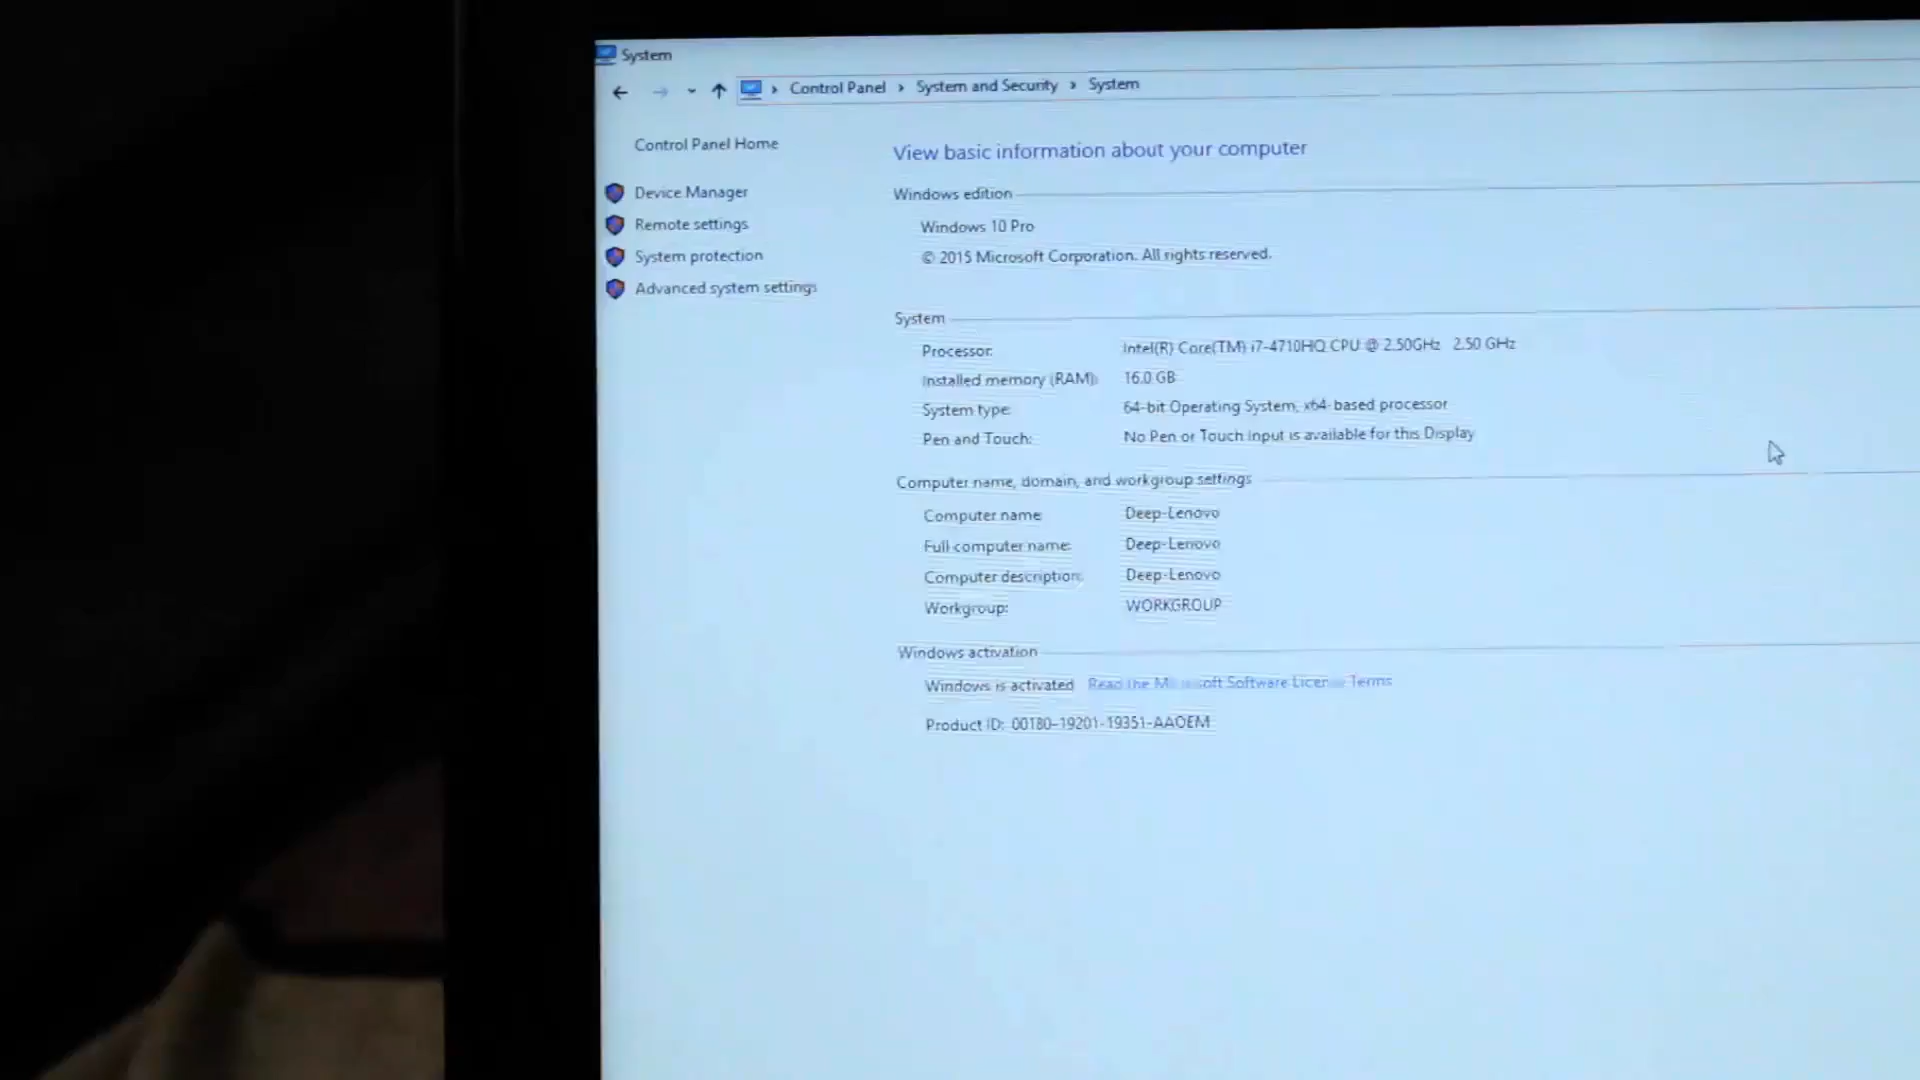 System
Control Panel › System and Security › System
Control Panel Home
Device Manager
Remote settings
System protection
Advanced system settings
View basic information about your computer
Windows edition
Windows 10 Pro
© 2015 Microsoft Corporation. All rights reserved.
System
Processor: Intel(R) Core(TM) i7-4710HQ CPU @ 2.50GHz 2.50 GHz
Installed memory (RAM): 16.0 GB
System type: 64-bit Operating System, x64-based processor
Pen and Touch: No Pen or Touch Input is available for this Display
Computer name, domain, and workgroup settings
Computer name: Deep-Lenovo
Full computer name: Deep-Lenovo
Computer description: Deep-Lenovo
Workgroup: WORKGROUP
Windows activation
Windows is activated Read the Microsoft Software License Terms
Product ID: 00180-19201-19351-AAOEM